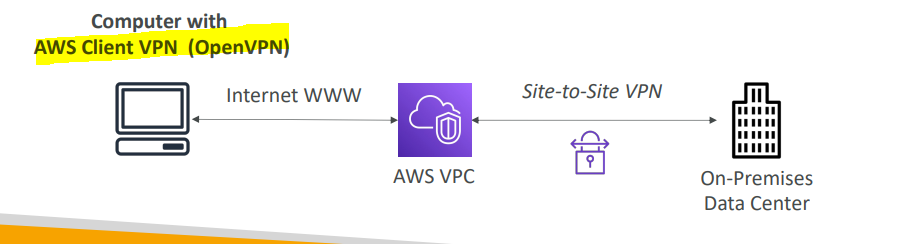 Computer with
AWS Client VPN (OpenVPN)
Internet WWW
Site-to-Site VPN
AWS VPC
On-Premises
Data Center